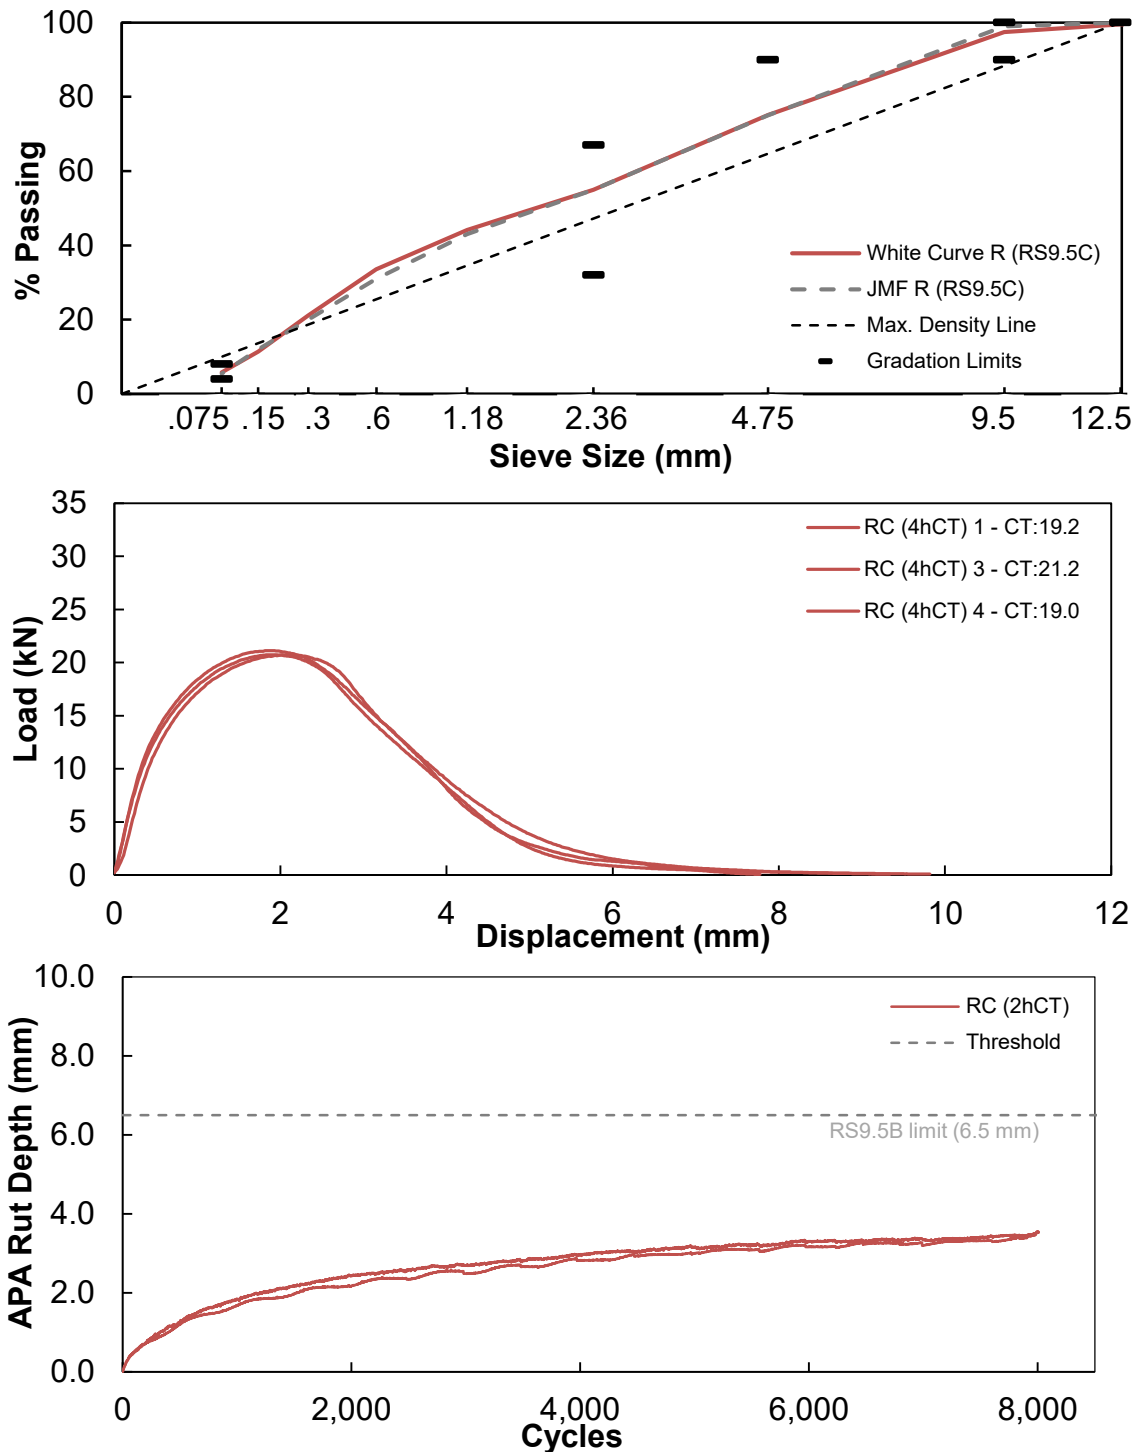 100
80
60
40
20
0
% Passing
White Curve R (RS9.5C)
JMF R (RS9.5C)
Max. Density Line
Gradation Limits
.075 .15 .3 .6 1.18 2.36 4.75 9.5 12.5
Sieve Size (mm)
35
30
25
20
15
10
5
0
Load (kN)
RC (4hCT) 1 - CT:19.2
RC (4hCT) 3 - CT:21.2
RC (4hCT) 4 - CT:19.0
0 2 4 6 8 10 12
Displacement (mm)
10.0
8.0
6.0
4.0
2.0
0.0
APA Rut Depth (mm)
RC (2hCT)
Threshold
RS9.5B limit (6.5 mm)
0 2,000 4,000 6,000 8,000
Cycles